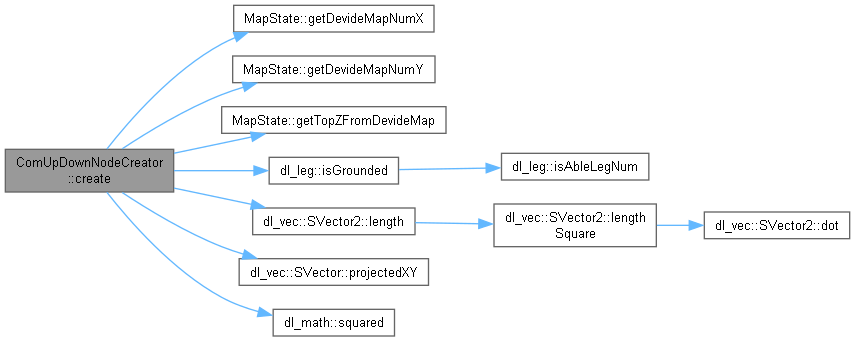 MapState::getDevideMapNumX
MapState::getDevideMapNumY
MapState::getTopZFromDevideMap
ComUpDownNodeCreator
::create
dl_leg::isGrounded
dl_leg::isAbleLegNum
dl_vec::SVector2::length
dl_vec::SVector2::length
Square
dl_vec::SVector2::dot
dl_vec::SVector::projectedXY
dl_math::squared